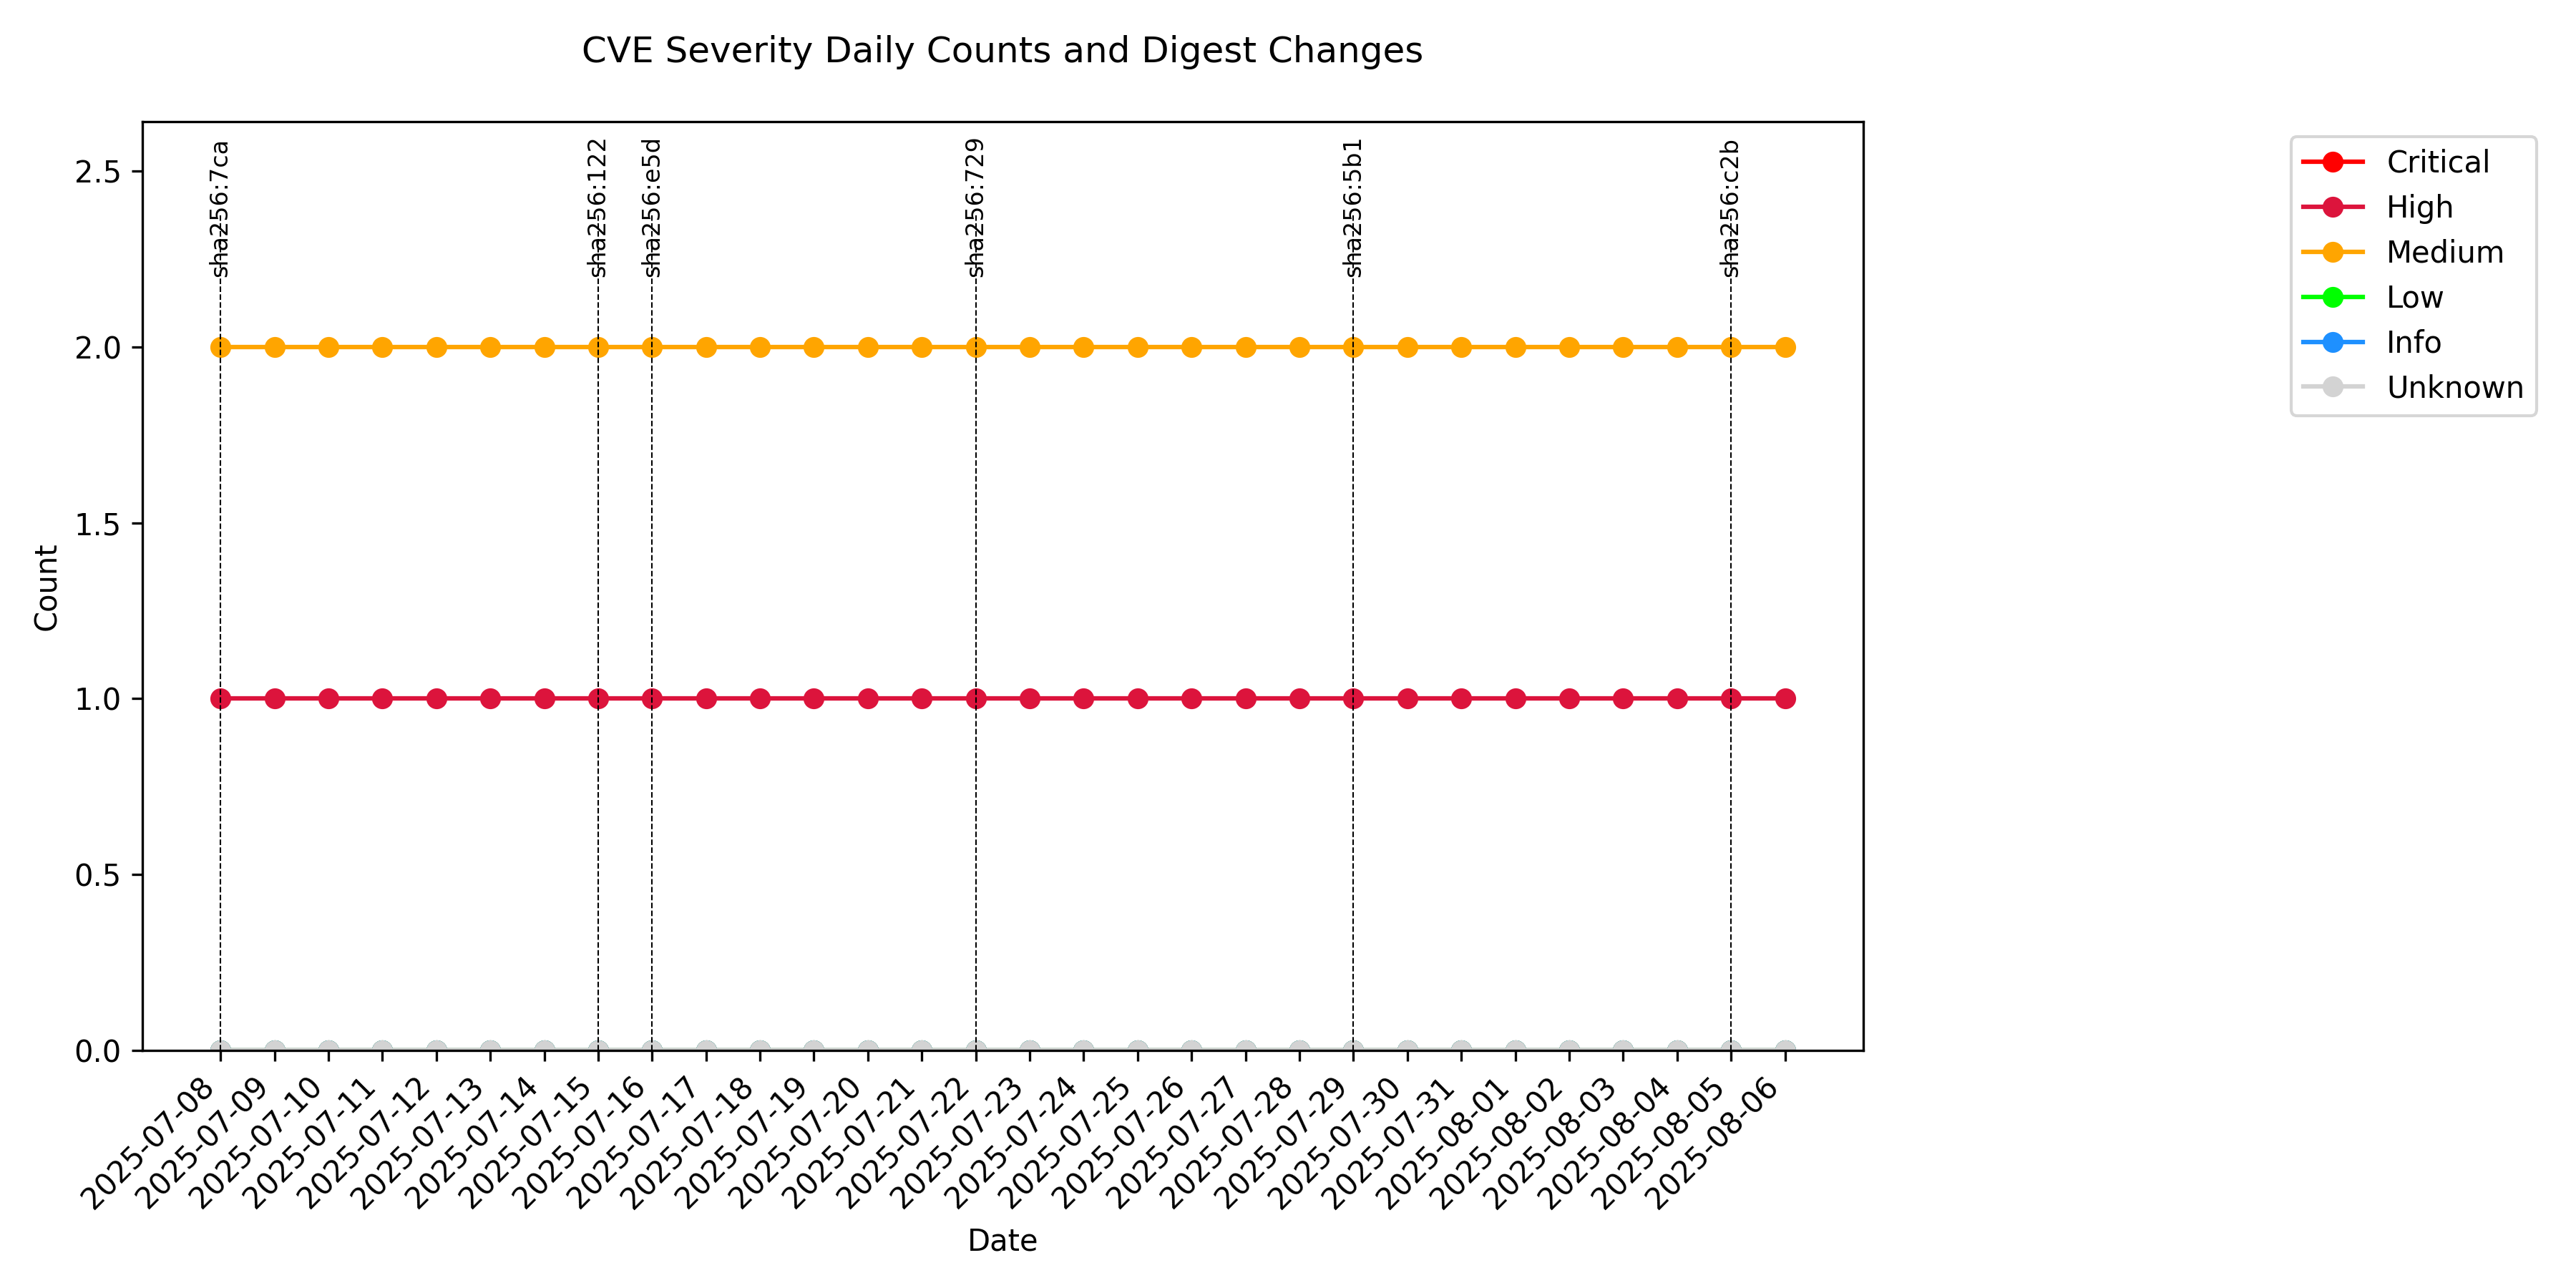 CVE Severity Daily Counts and Digest Changes
sha256:7ca
sha256:122
sha256:e5d
sha256:729
sha256:5b1
sha256:c2b
Critical
High
Medium
Low
Info
Unknown
2.5
2.0
1.5
1.0
0.5
0.0
Count
2025-07-08
2025-07-09
2025-07-10
2025-07-11
2025-07-12
2025-07-13
2025-07-14
2025-07-15
2025-07-16
2025-07-17
2025-07-18
2025-07-19
2025-07-20
2025-07-21
2025-07-22
2025-07-23
2025-07-24
2025-07-25
2025-07-26
2025-07-27
2025-07-28
2025-07-29
2025-07-30
2025-07-31
2025-08-01
2025-08-02
2025-08-03
2025-08-04
2025-08-05
2025-08-06
Date